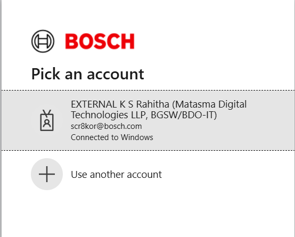 BOSCH
Pick an account
EXTERNAL K S Rahitha (Matasma Digital
Technologies LLP, BGSW/BDO-IT)
scr8kor@bosch.com
Connected to Windows
Use another account